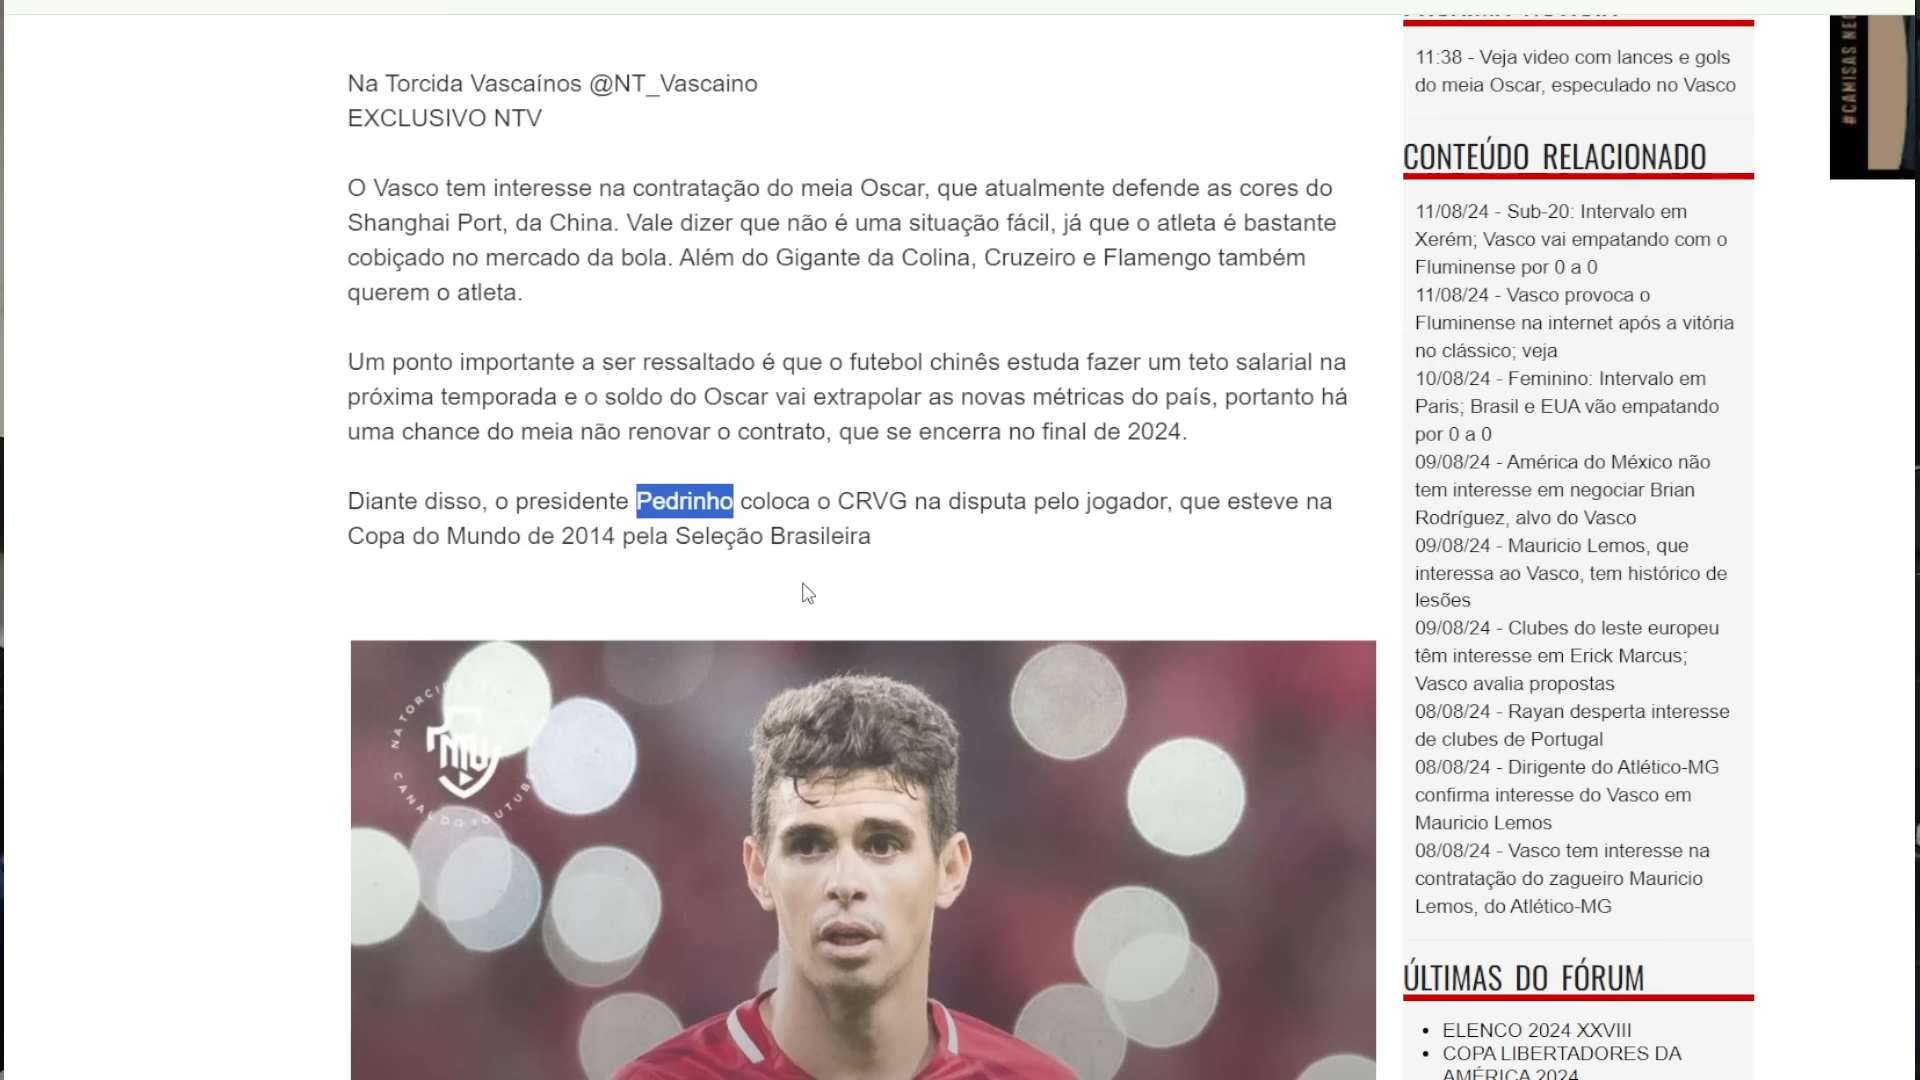 Na Torcida Vascaínos @NT_Vascaino
EXCLUSIVO NTV
O Vasco tem interesse na contratação do meia Oscar, que atualmente defende as cores do
Shanghai Port, da China. Vale dizer que não é uma situação fácil, já que o atleta é bastante
cobiçado no mercado da bola. Além do Gigante da Colina, Cruzeiro e Flamengo também
querem o atleta.
Um ponto importante a ser ressaltado é que o futebol chinês estuda fazer um teto salarial na
próxima temporada e o soldo do Oscar vai extrapolar as novas métricas do país, portanto há
uma chance do meia não renovar o contrato, que se encerra no final de 2024.
Diante disso, o presidente Pedrinho coloca o CRVG na disputa pelo jogador, que esteve na
Copa do Mundo de 2014 pela Seleção Brasileira
NTV
CANAL DO YOUTUBE
11:38 - Veja video com lances e gols
do meia Oscar, especulado no Vasco
CONTEÚDO RELACIONADO
11/08/24 - Sub-20: Intervalo em
Xerém; Vasco vai empatando com o
Fluminense por 0 a 0
11/08/24 - Vasco provoca o
Fluminense na internet após a vitória
no clássico; veja
10/08/24 - Feminino: Intervalo em
Paris; Brasil e EUA vão empatando
por 0 a 0
09/08/24 - América do México não
tem interesse em negociar Brian
Rodríguez, alvo do Vasco
09/08/24 - Mauricio Lemos, que
interessa ao Vasco, tem histórico de
lesões
09/08/24 - Clubes do leste europeu
têm interesse em Erick Marcus;
Vasco avalia propostas
08/08/24 - Rayan desperta interesse
de clubes de Portugal
08/08/24 - Dirigente do Atlético-MG
confirma interesse do Vasco em
Mauricio Lemos
08/08/24 - Vasco tem interesse na
contratação do zagueiro Mauricio
Lemos, do Atlético-MG
ÚLTIMAS DO FÓRUM
• ELENCO 2024 XXVIII
• COPA LIBERTADORES DA
AMÉRICA 2024
#CAMISAS